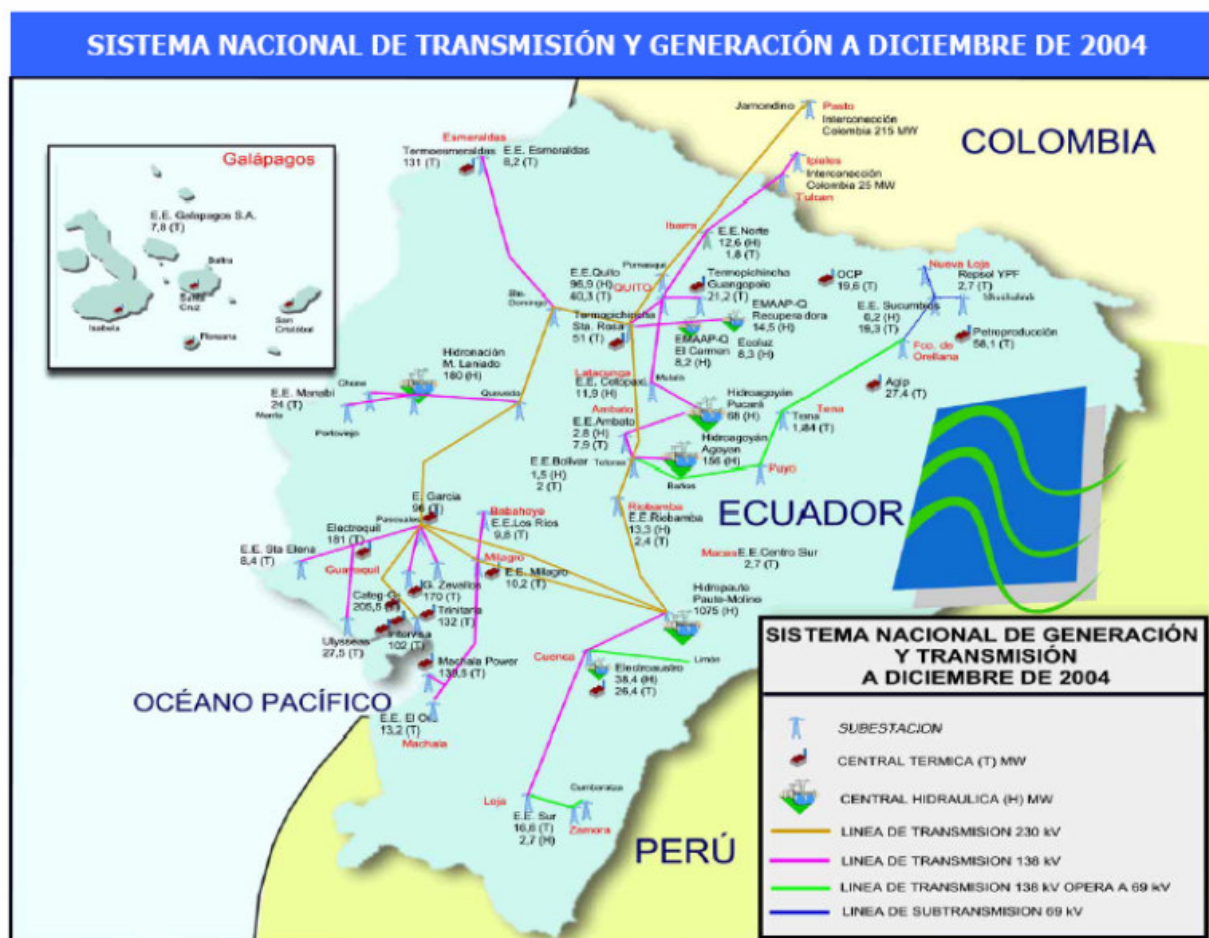 SISTEMA NACIONAL DE TRANSMISIÓN Y GENERACIÓN A DICIEMBRE DE 2004
Jamondino
Pasto
Interconección
Colombia 215 MW
COLOMBIA
Esmeraldas
Termoesmeraldas
131 (T)
E.E. Esmeraldas
8,2 (T)
Galápagos
E.E. Galapagos S.A.
7,8 (T)
Baltra
Santa
Cruz
Isabela
Floreana
San
Cristóbal
Ipiales
Interconección
Colombia 25 MW
Tulcan
Ibarra
E.E.Norte
12,6 (H)
1,8 (T)
Pomasqui
E.E.Quito
96,9 (H)
40,3 (T)
QUITO
Termopichincha
Guangopolo
21,2 (T)
OCP
19,6 (T)
Nueva Loja
Repsol YPF
2,7 (T)
E.E. Sucumbios
6,2 (H)
19,3 (T)
Petroproducción
58,1 (T)
Sto.
Domingo
Termopichincha
Sta. Rosa
51 (T)
EMAAP-Q
Recuperadora
14,5 (H)
EMAAP-Q
El Carmen
8,2 (H)
Ecoluz
8,3 (H)
Fco. de
Orellana
Agip
27,4 (T)
Hidronación
M. Laniado
180 (H)
Chone
E.E. Manabi
24 (T)
Manta
Portoviejo
Quevedo
Latacunga
E.E. Cotopaxi
11,9 (H)
Mulaló
Ambato
E.E.Ambato
2,8 (H)
7,9 (T)
Hidroagoyán
Pucará
68 (H)
Hidroagoyán
Agoyan
156 (H)
Tena
Tena
1,84 (T)
E.E.Bolivar
1,5 (H)
2 (T)
Totoras
Baños
Puyo
ECUADOR
Riobamba
E.E.Riobamba
13,3 (H)
2,4 (T)
E. Garcia
96 (T)
Pascuales
Babahoyo
E.E.Los Ríos
9,8 (T)
Electroquil
181 (T)
E.E. Sta Elena
8,4 (T)
Guayaquil
Milagro
E.E. Milagro
10,2 (T)
Macas
E.E.Centro Sur
2,7 (T)
G. Zevallos
170 (T)
Categ-G
Trinitaria
132 (T)
Hidropaute
Paute-Molino
1075 (H)
Ulysseas
27,5 (T)
Intervisa
102 (T)
Machala Power
Cuenca
Limón
Electroaustro
38,4 (H)
26,4 (T)
OCÉANO PACÍFICO
E.E. El Oro
13,2 (T)
Machala
Cumbaratza
Loja
E.E. Sur
16,6 (T)
2,7 (H)
Zamora
PERÚ
SISTEMA NACIONAL DE GENERACIÓN
Y TRANSMISIÓN
A DICIEMBRE DE 2004
SUBESTACION
CENTRAL TERMICA (T) MW
CENTRAL HIDRAULICA (H) MW
LINEA DE TRANSMISION 230 kV
LINEA DE TRANSMISION 138 kV
LINEA DE TRANSMISION 138 kV OPERA A 69 kV
LINEA DE SUBTRANSMISION 69 kV